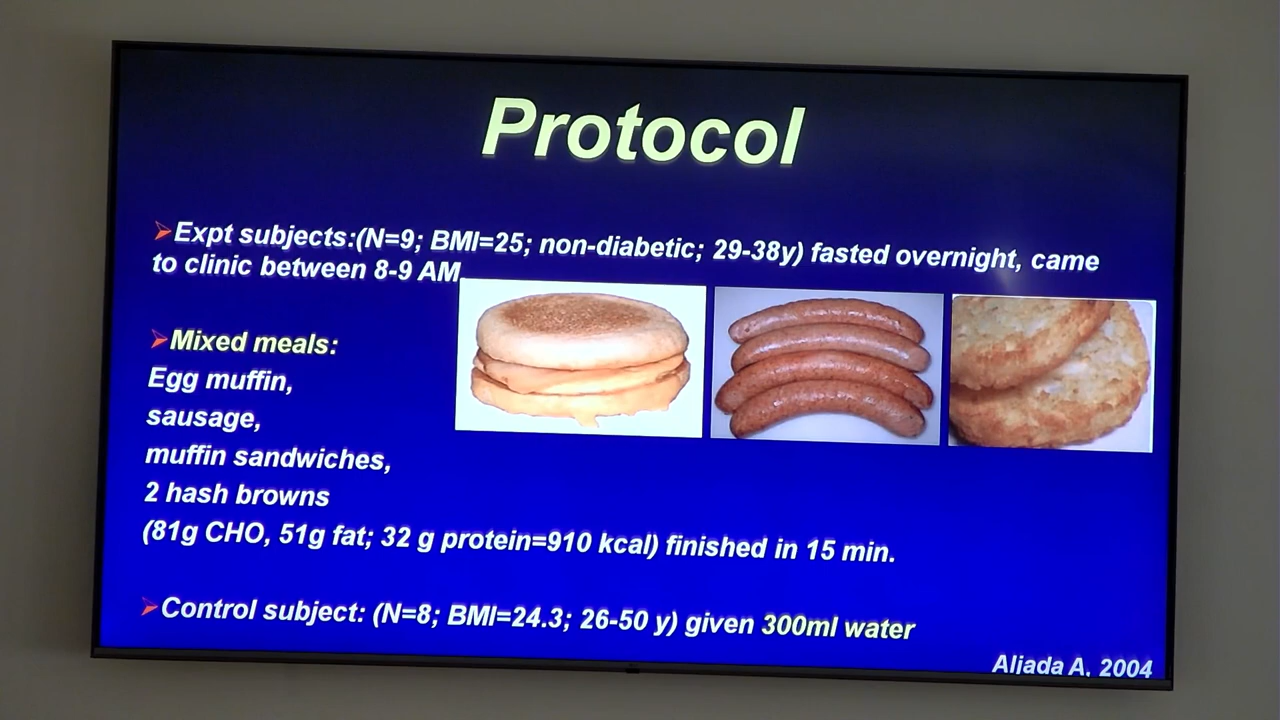 Protocol
➢Expt subjects:(N=9; BMI=25; non-diabetic; 29-38y) fasted overnight, came
to clinic between 8-9 AM
➢Mixed meals:
Egg muffin,
sausage,
muffin sandwiches,
2 hash browns
(81g CHO, 51g fat; 32 g protein=910 kcal) finished in 15 min.
➢Control subject: (N=8; BMI=24.3; 26-50 y) given 300ml water
Aljada A, 2004